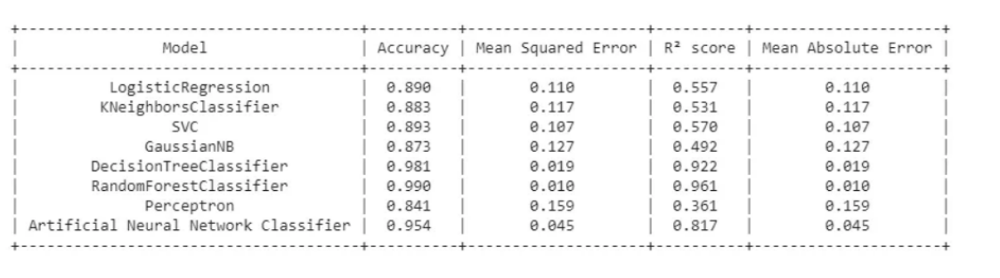 Model | Accuracy | Mean Squared Error | R² score | Mean Absolute Error
LogisticRegression | 0.890 | 0.110 | 0.557 | 0.110
KNeighborsClassifier | 0.883 | 0.117 | 0.531 | 0.117
SVC | 0.893 | 0.107 | 0.570 | 0.107
GaussianNB | 0.873 | 0.127 | 0.492 | 0.127
DecisionTreeClassifier | 0.981 | 0.019 | 0.922 | 0.019
RandomForestClassifier | 0.990 | 0.010 | 0.961 | 0.010
Perceptron | 0.841 | 0.159 | 0.361 | 0.159
Artificial Neural Network Classifier | 0.954 | 0.045 | 0.817 | 0.045